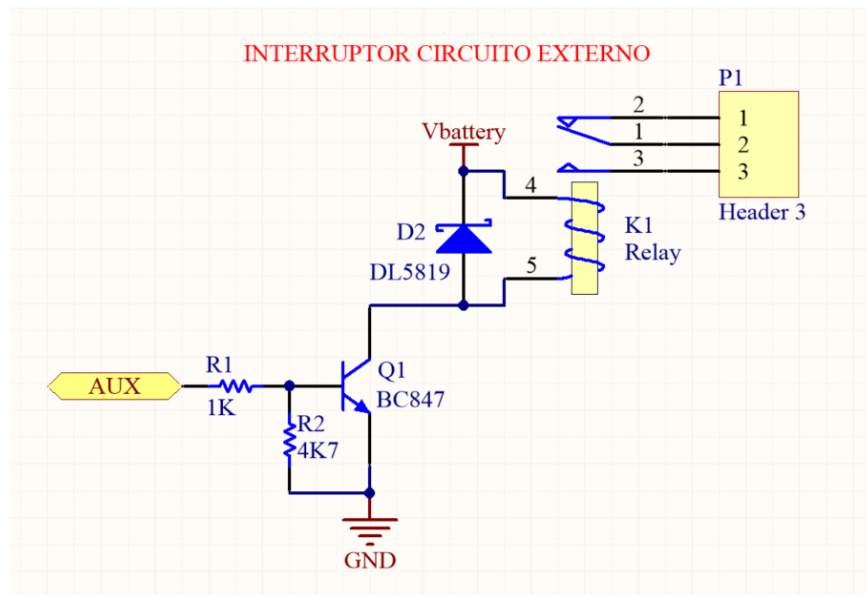 INTERRUPTOR CIRCUITO EXTERNO
P1
2 1
1 2
3 3
Header 3
Vbattery
4
K1
Relay
D2
DL5819
5
R1
1K
AUX
Q1
BC847
R2
4K7
GND